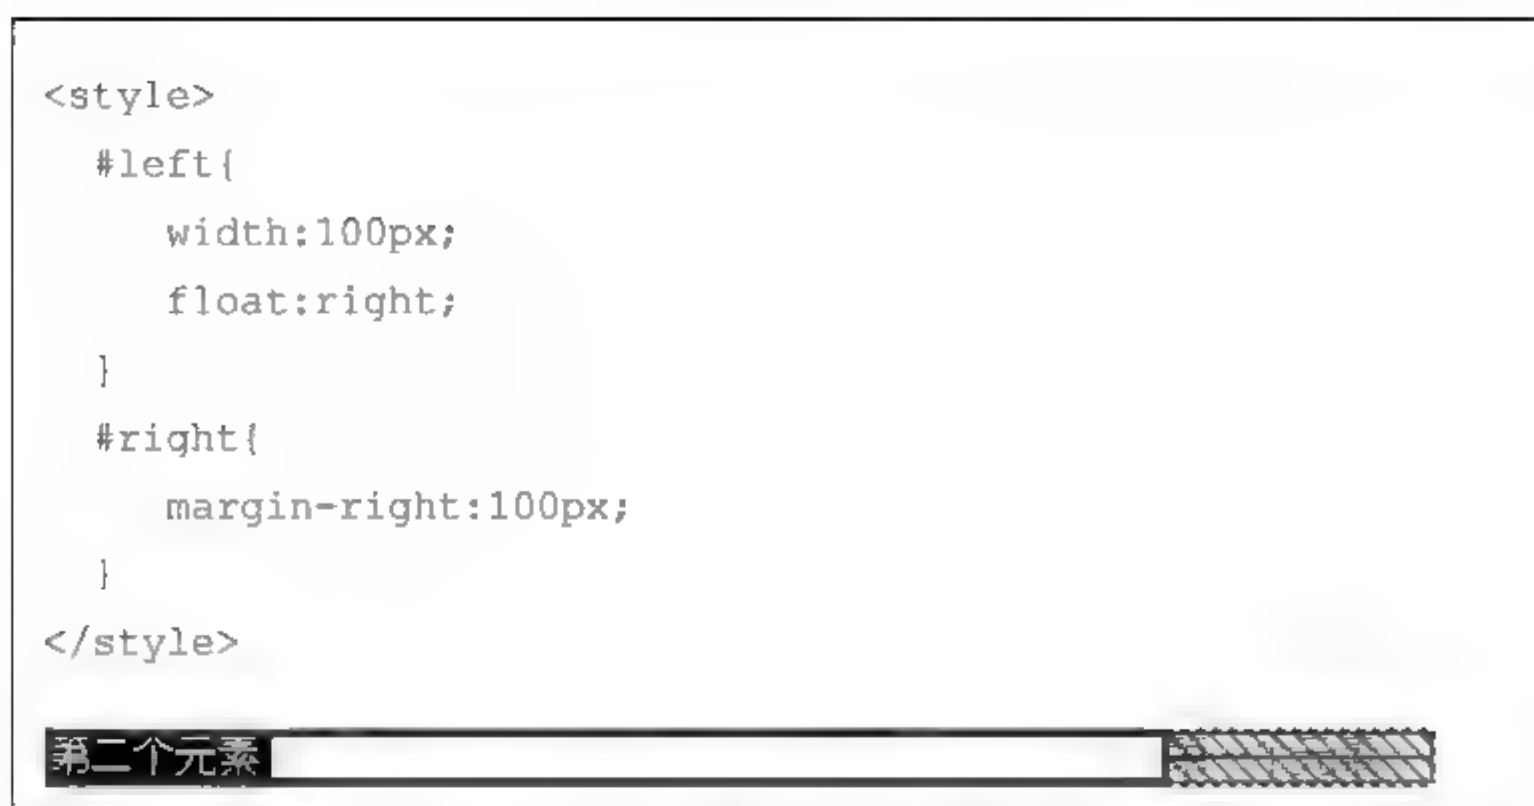 <style>
#left{
width:100px;
float:right;
}
#right{
margin-right:100px;
}
</style>
第二个元素